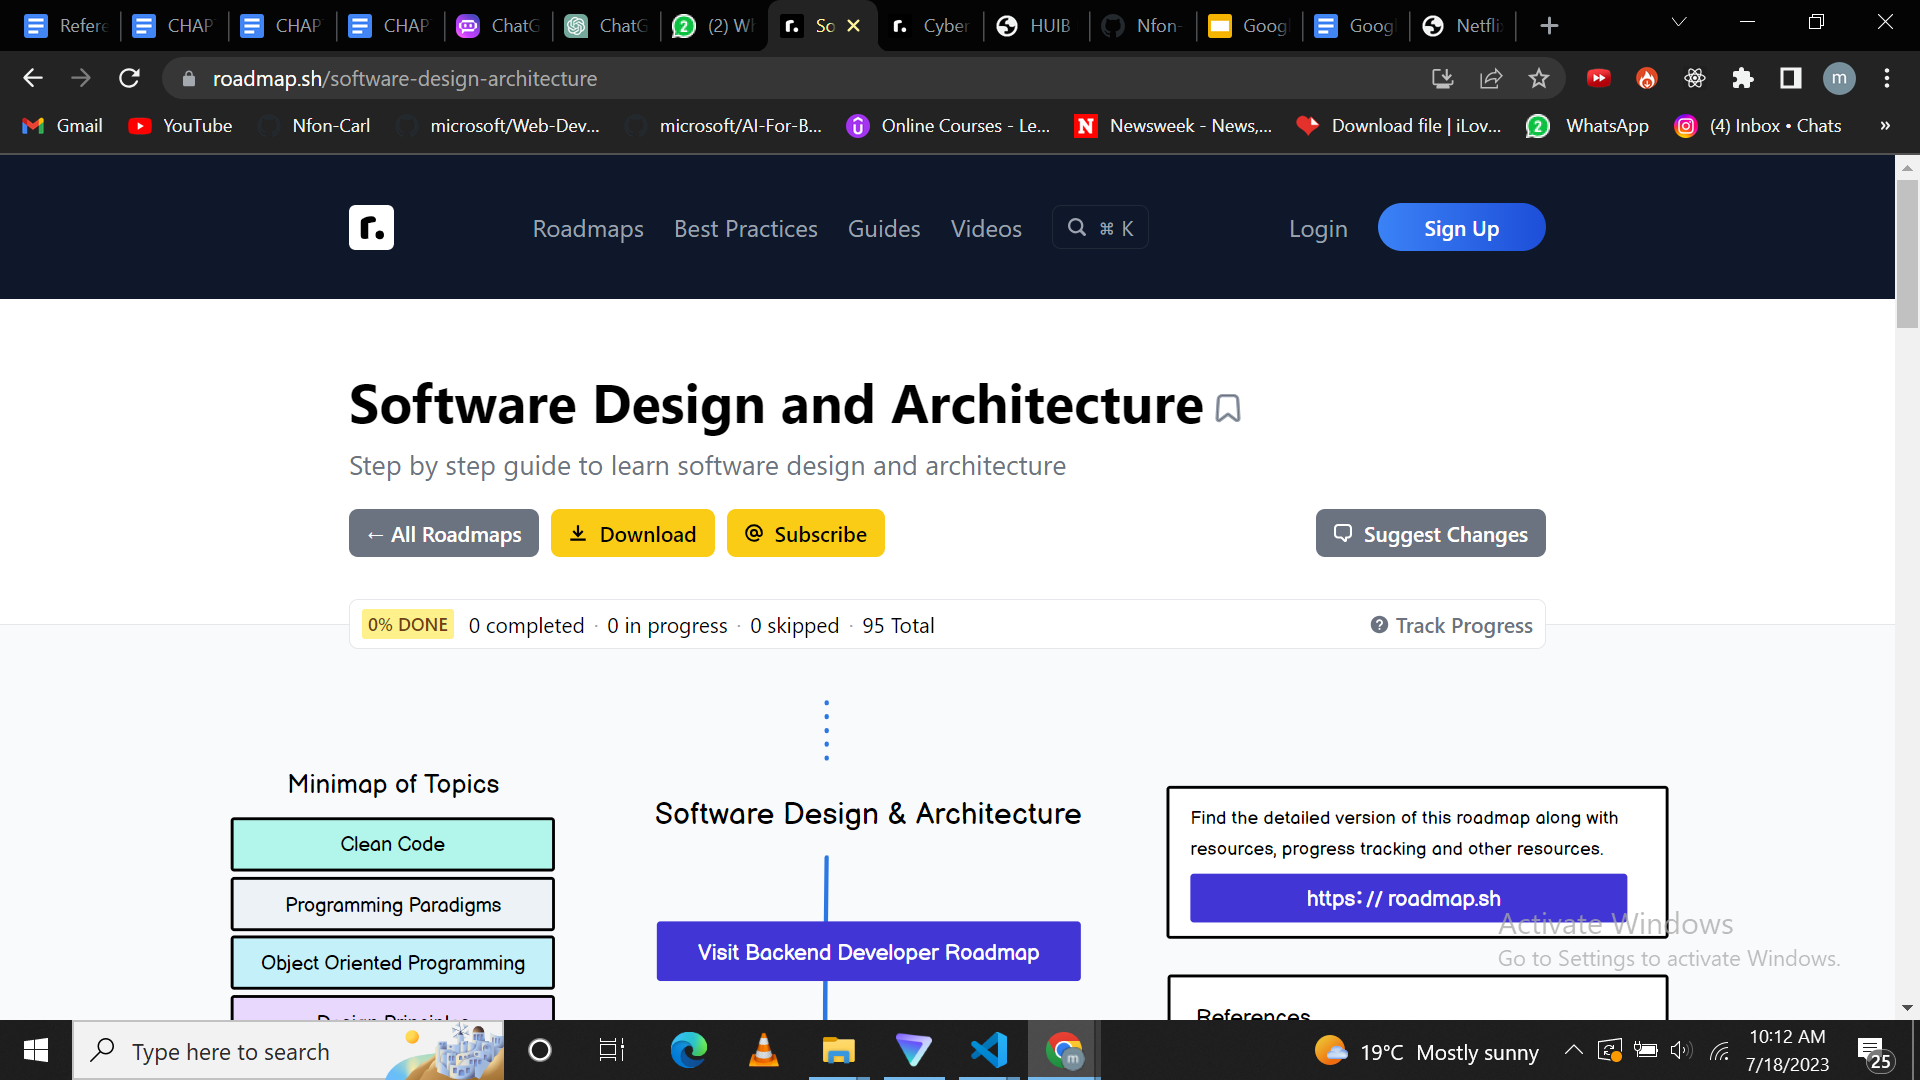 Refere CHAP CHAP CHAP ChatG ChatG (2) Wh So Cyber HUIB Nfon- Goog Goog Netfli
roadmap.sh/software-design-architecture
Gmail YouTube Nfon-Carl microsoft/Web-Dev... microsoft/AI-For-B... Online Courses - Le... Newsweek - News,... Download file | iLov... WhatsApp (4) Inbox • Chats »
r. Roadmaps Best Practices Guides Videos ⌘ K Login Sign Up
Software Design and Architecture
Step by step guide to learn software design and architecture
← All Roadmaps Download Subscribe Suggest Changes
0% DONE 0 completed · 0 in progress · 0 skipped · 95 Total Track Progress
Minimap of Topics
Clean Code
Programming Paradigms
Object Oriented Programming
Design Principles
Software Design & Architecture
Visit Backend Developer Roadmap
Find the detailed version of this roadmap along with
resources, progress tracking and other resources.
https://roadmap.sh
References
Activate Windows
Go to Settings to activate Windows.
Type here to search
19°C Mostly sunny
10:12 AM
7/18/2023
25